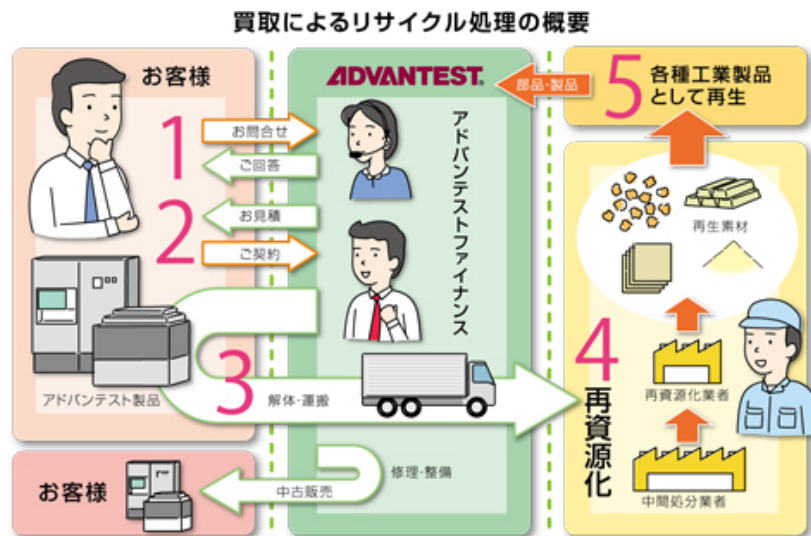 買取によるリサイクル処理の概要
お客様
ADVANTEST
アドバンテストファイナンス
1
お問合せ
ご回答
2
お見積
ご契約
アドバンテスト製品
3
解体・運搬
修理・整備
中古販売
お客様
4
再資源化
中間処分業者
再資源化業者
再生素材
5
各種工業製品
として再生
部品・製品